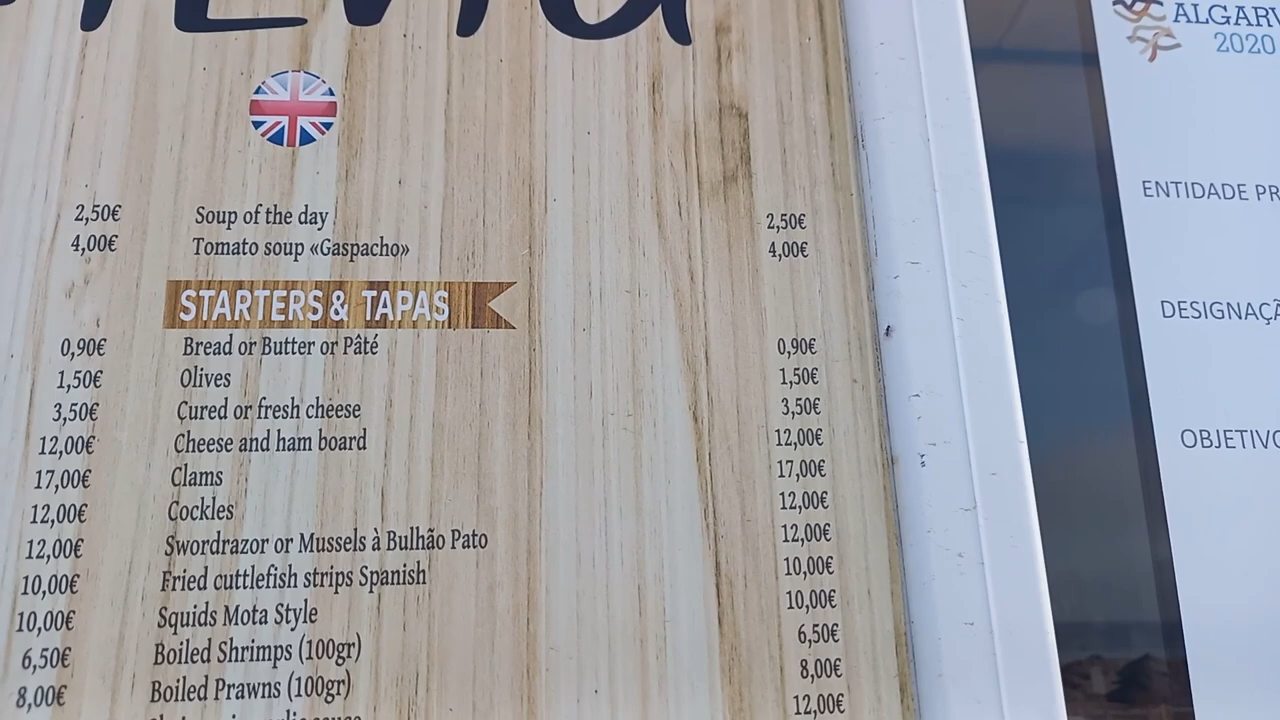 Menu
2,50€ Soup of the day 2,50€
4,00€ Tomato soup «Gaspacho» 4,00€
STARTERS & TAPAS
0,90€ Bread or Butter or Pâté 0,90€
1,50€ Olives 1,50€
3,50€ Cured or fresh cheese 3,50€
12,00€ Cheese and ham board 12,00€
17,00€ Clams 17,00€
12,00€ Cockles 12,00€
12,00€ Swordrazor or Mussels à Bulhão Pato 12,00€
10,00€ Fried cuttlefish strips Spanish 10,00€
10,00€ Squids Mota Style 10,00€
6,50€ Boiled Shrimps (100gr) 6,50€
8,00€ Boiled Prawns (100gr) 8,00€
12,00€
ALGARV
2020
ENTIDADE PR
DESIGNAÇÃ
OBJETIVO